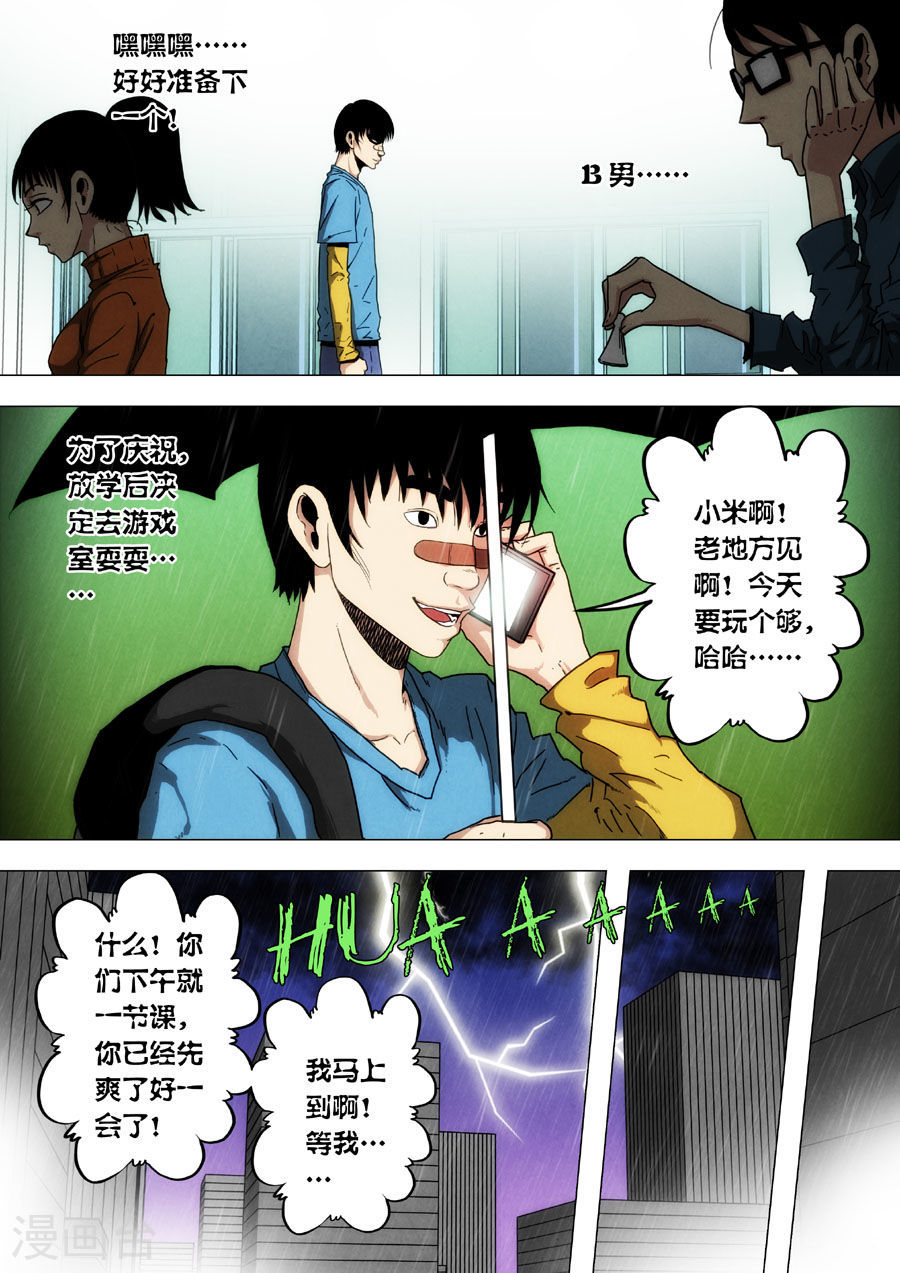 嘿嘿嘿……
好好准备下
一个！
B男……
为了庆祝，
放学后决
定去游戏
室耍耍…
…
小米啊！
老地方见
啊！今天
要玩个够，
哈哈……
HUA A A A A A
什么！你
们下午就
一节课，
你已经先
爽了好一
会了！
我马上
到啊！
等我…
…
漫画台